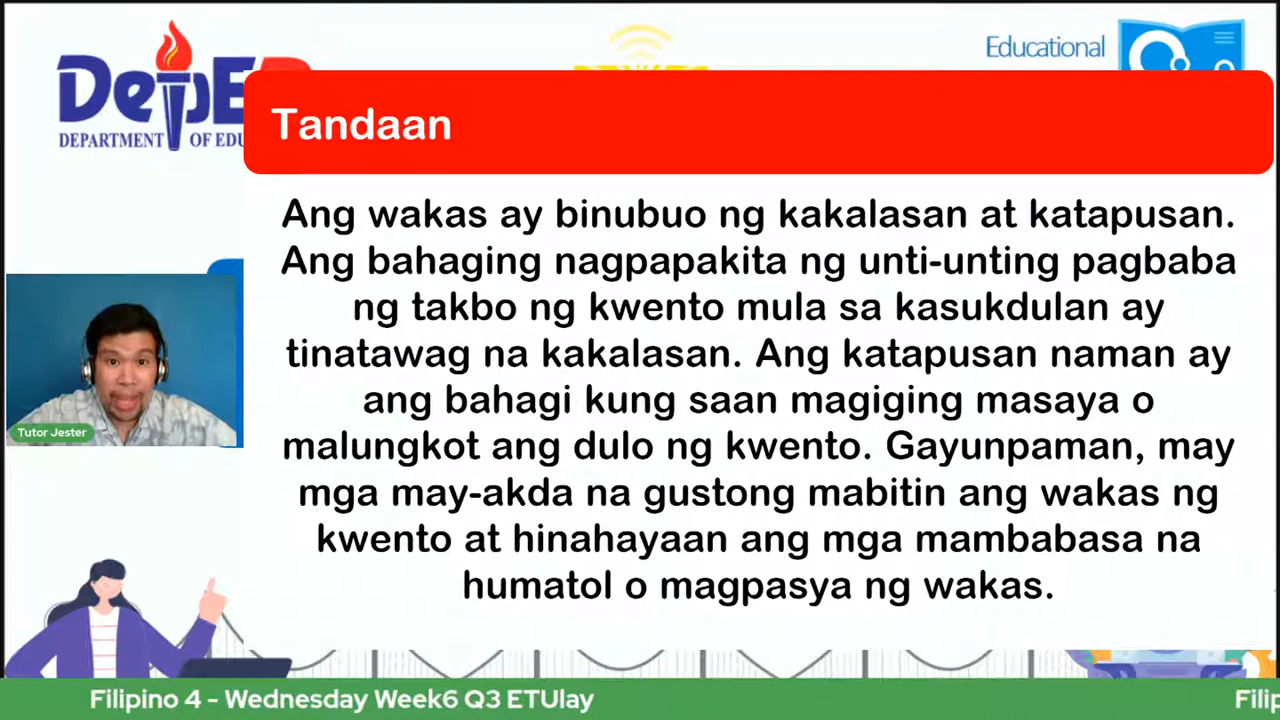 DepE
DEPARTMENT OF EDU
Educational
Tandaan
Ang wakas ay binubuo ng kakalasan at katapusan.
Ang bahaging nagpapakita ng unti-unting pagbaba
ng takbo ng kwento mula sa kasukdulan ay
tinatawag na kakalasan. Ang katapusan naman ay
ang bahagi kung saan magiging masaya o
malungkot ang dulo ng kwento. Gayunpaman, may
mga may-akda na gustong mabitin ang wakas ng
kwento at hinahayaan ang mga mambabasa na
humatol o magpasya ng wakas.
Tutor Jester
Filipino 4 - Wednesday Week6 Q3 ETUlay
Filip